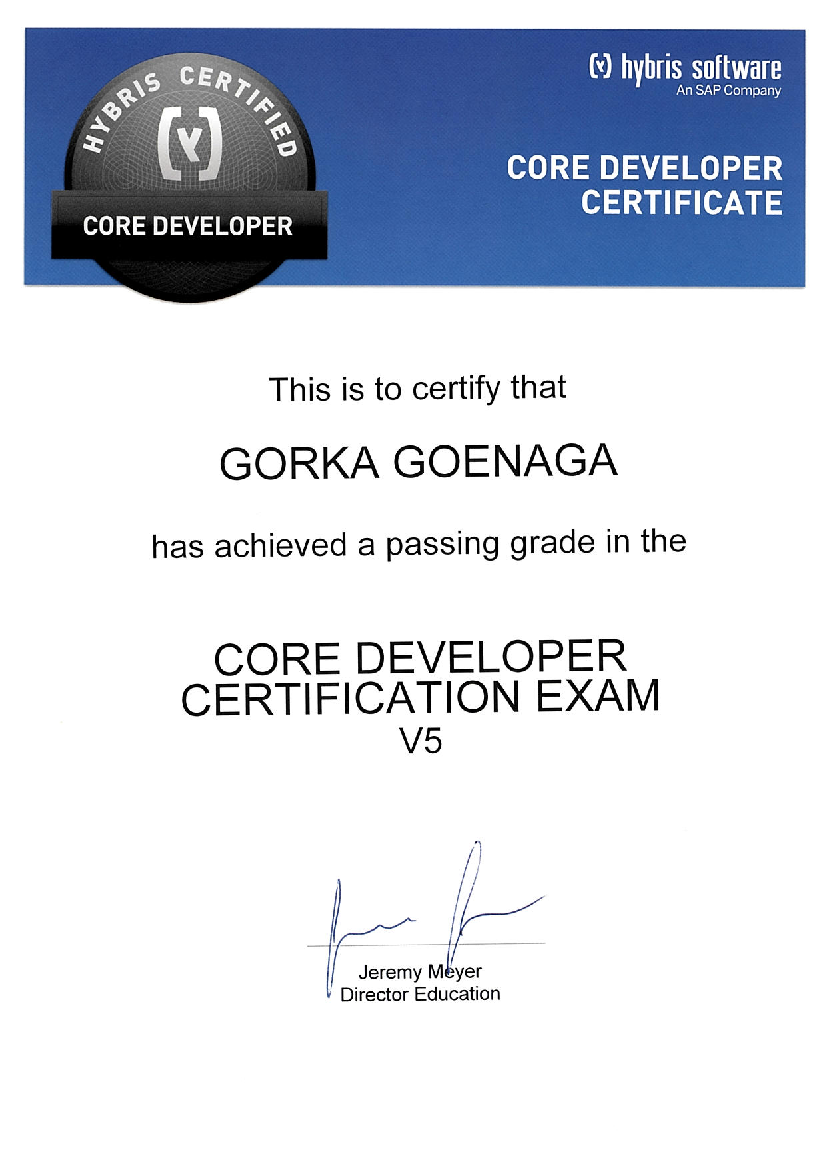 HYBRIS CERTIFIED
CORE DEVELOPER
hybris software
An SAP Company
CORE DEVELOPER
CERTIFICATE
This is to certify that
GORKA GOENAGA
has achieved a passing grade in the
CORE DEVELOPER
CERTIFICATION EXAM
V5
Jeremy Meyer
Director Education